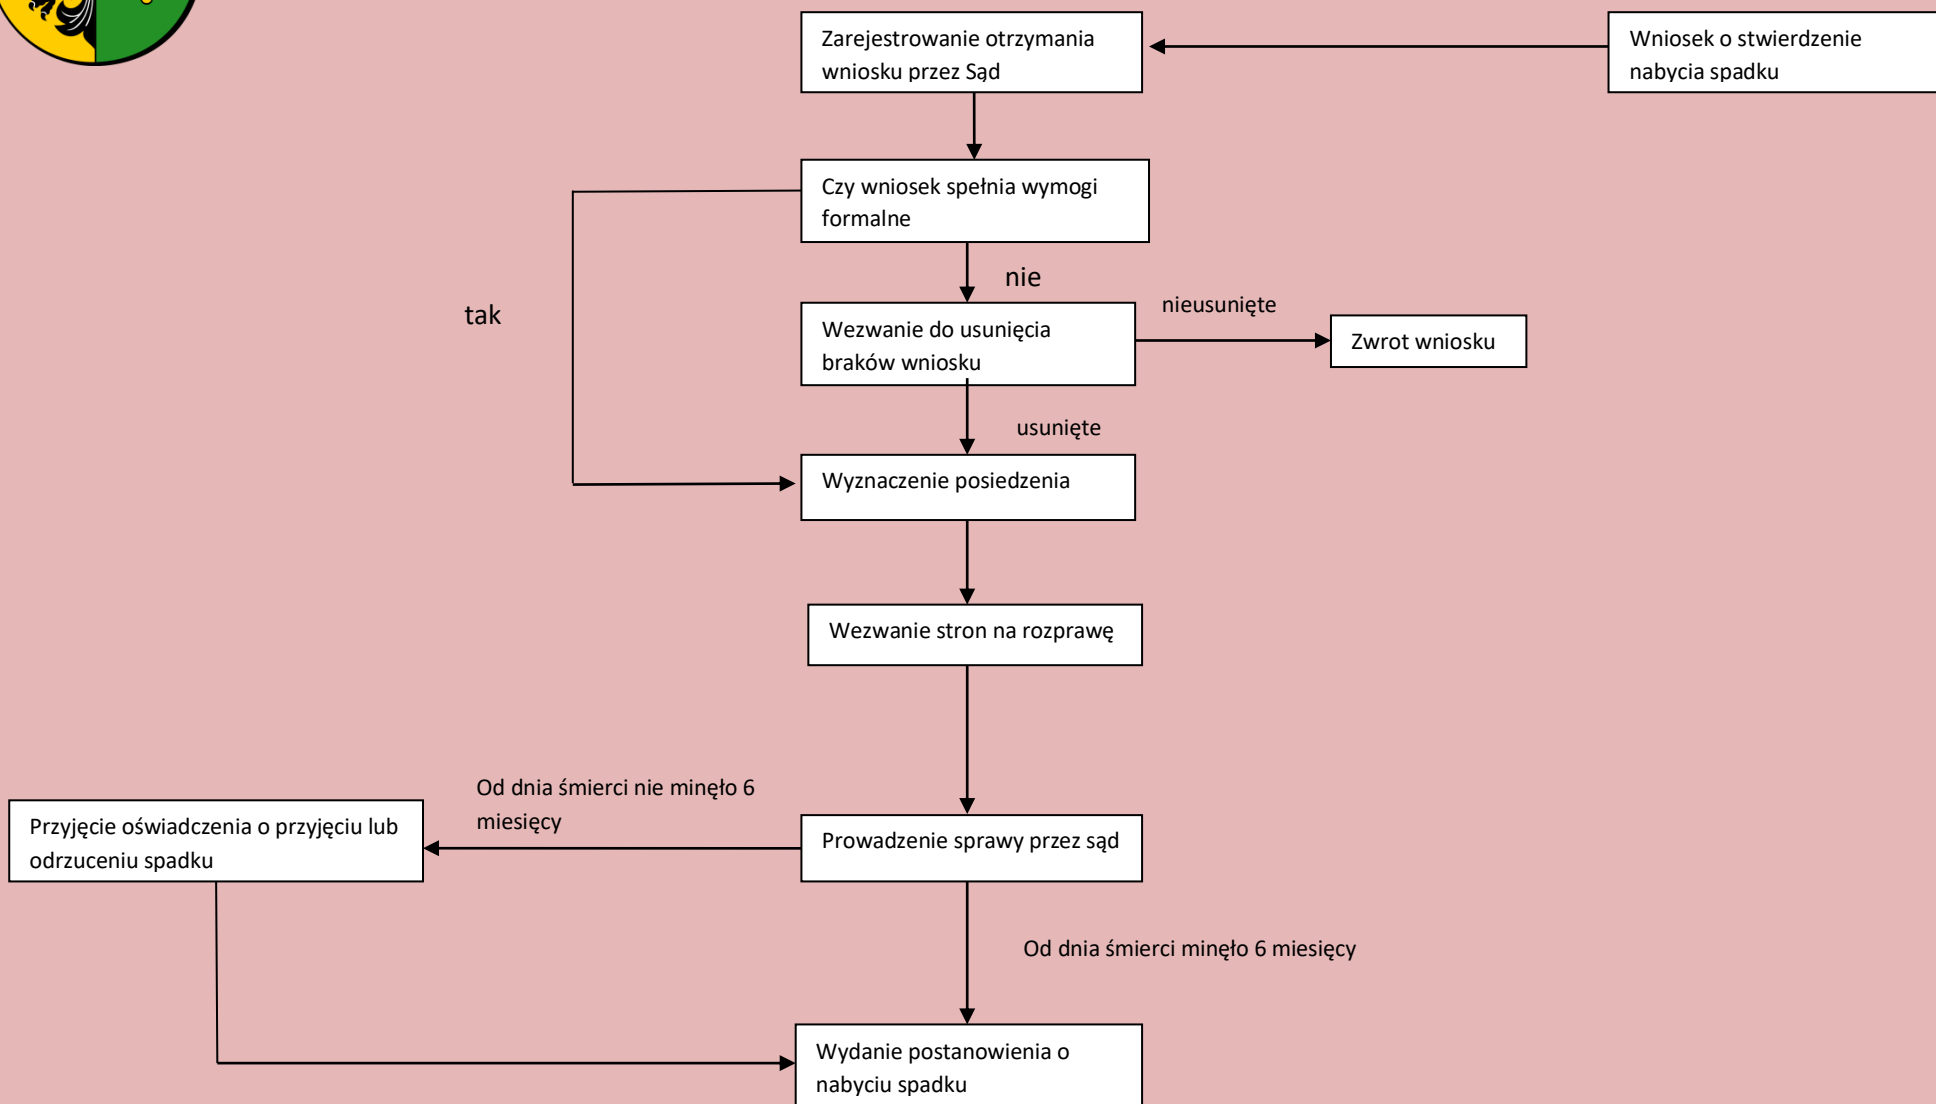 Zarejestrowanie otrzymania
wniosku przez Sąd
Wniosek o stwierdzenie
nabycia spadku
Czy wniosek spełnia wymogi
formalne
nie
tak
nieusunięte
Wezwanie do usunięcia
braków wniosku
Zwrot wniosku
usunięte
Wyznaczenie posiedzenia
Wezwanie stron na rozprawę
Od dnia śmierci nie minęło 6
miesięcy
Przyjęcie oświadczenia o przyjęciu lub
odrzuceniu spadku
Prowadzenie sprawy przez sąd
Od dnia śmierci minęło 6 miesięcy
Wydanie postanowienia o
nabyciu spadku